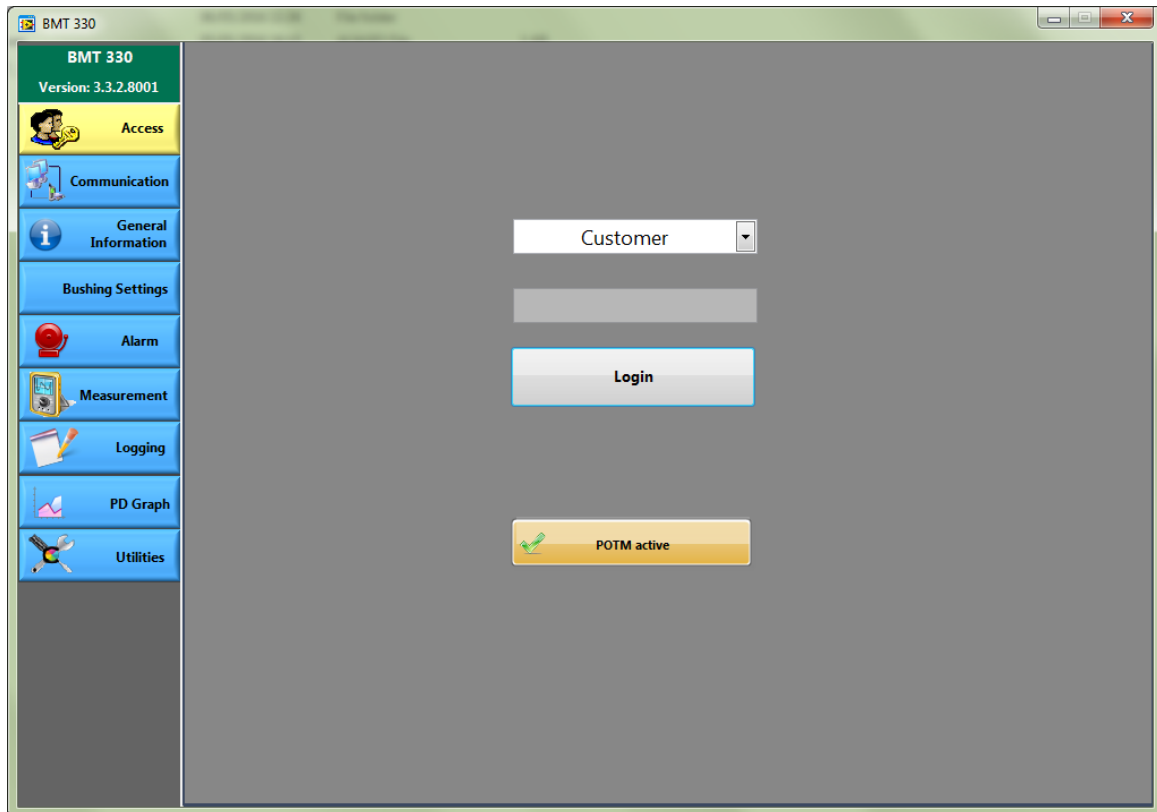 BMT 330
BMT 330
Version: 3.3.2.8001
Access
Communication
General
Information
Bushing Settings
Alarm
Measurement
Logging
PD Graph
Utilities
Customer
Login
POTM active